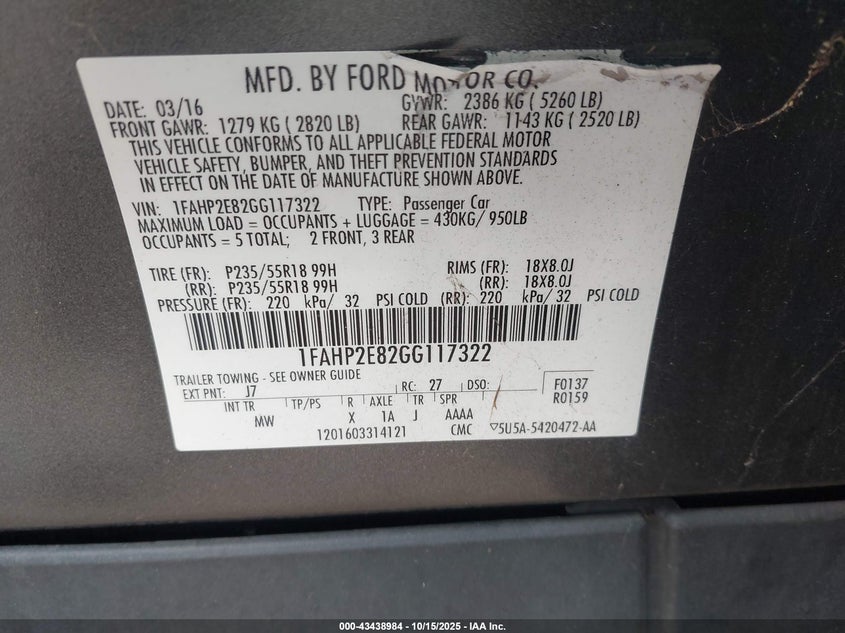 MFD. BY FORD MOTOR CO.
DATE: 03/16 GVWR: 2386 KG ( 5260 LB)
FRONT GAWR: 1279 KG ( 2820 LB) REAR GAWR: 1143 KG ( 2520 LB)
THIS VEHICLE CONFORMS TO ALL APPLICABLE FEDERAL MOTOR
VEHICLE SAFETY, BUMPER, AND THEFT PREVENTION STANDARDS
IN EFFECT ON THE DATE OF MANUFACTURE SHOWN ABOVE.
VIN: 1FAHP2E82GG117322 TYPE: Passenger Car
MAXIMUM LOAD = OCCUPANTS + LUGGAGE = 430KG/ 950LB
OCCUPANTS = 5 TOTAL; 2 FRONT, 3 REAR
TIRE (FR): P235/55R18 99H RIMS (FR): 18X8.0J
(RR): P235/55R18 99H (RR): 18X8.0J
PRESSURE (FR): 220 kPa/ 32 PSI COLD (RR): 220 kPa/ 32 PSI COLD
1FAHP2E82GG117322
TRAILER TOWING - SEE OWNER GUIDE
EXT PNT: J7 RC: 27 DSO: F0137
INT TR TP/PS R AXLE TR SPR R0159
MW X 1A J AAAA
1201603314121 CMC ▽5U5A-5420472-AA
000-43438984 - 10/15/2025 - IAA Inc.